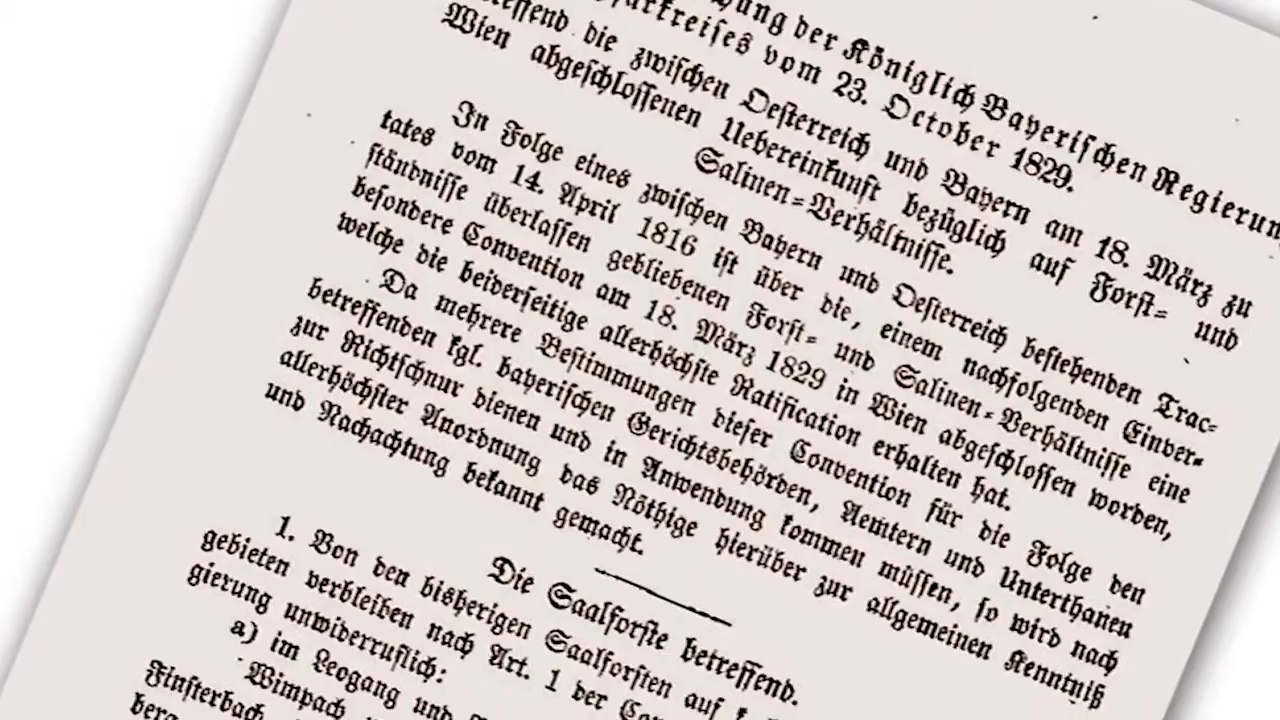 der Königlich Bayerischen
vom 23. October 1829.
die zwischen Oesterreich und Bayern am 18. März zu
Wien abgeschlossenen Uebereinkunft bezüglich auf Forst= und
Salinen=Verhältnisse.
In Folge eines zwischen Bayern und Oesterreich bestehenden Trac=
tates vom 14. April 1816 ist über die, einem nachfolgenden Einver=
ständnisse überlassen gebliebenen Forst= und Salinen=Verhältnisse eine
besondere Convention am 18. März 1829 in Wien abgeschlossen worden,
welche die beiderseitige allerhöchste Ratification erhalten hat.
Da mehrere Bestimmungen dieser Convention für die Folge den
betreffenden kgl. bayerischen Gerichtsbehörden, Aemtern und Unterthanen
zur Richtschnur dienen und in Anwendung kommen müssen, so wird nach
allerhöchster Anordnung das Nöthige hierüber zur allgemeinen Kenntniß
und Nachachtung bekannt gemacht.
Die Saalforste betreffend.
1. Von den bisherigen Saalforsten auf
gebieten verbleiben nach Art. 1 der
gierung unwiderruflich:
a) im Leogang und
Wimpach
Finsterbach